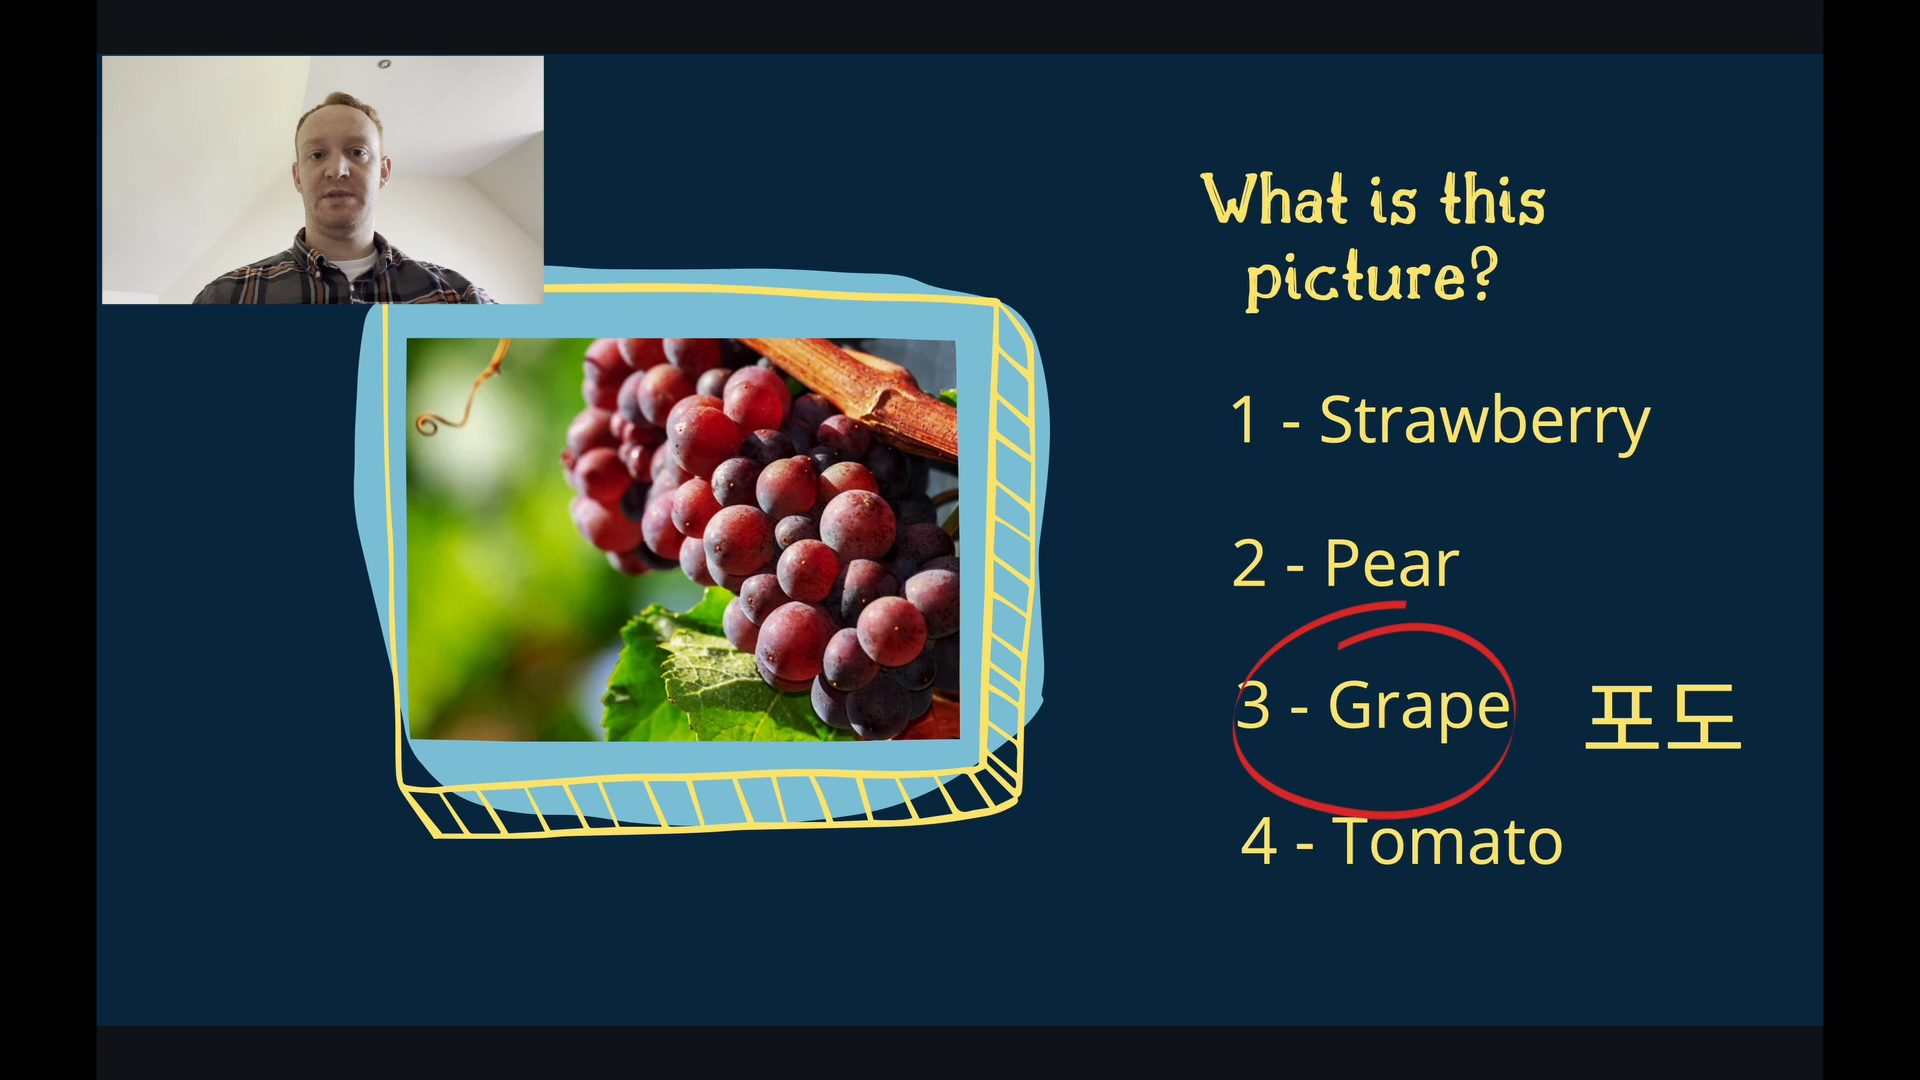 What is this
picture?
1 - Strawberry
2 - Pear
3 - Grape 포도
4 - Tomato